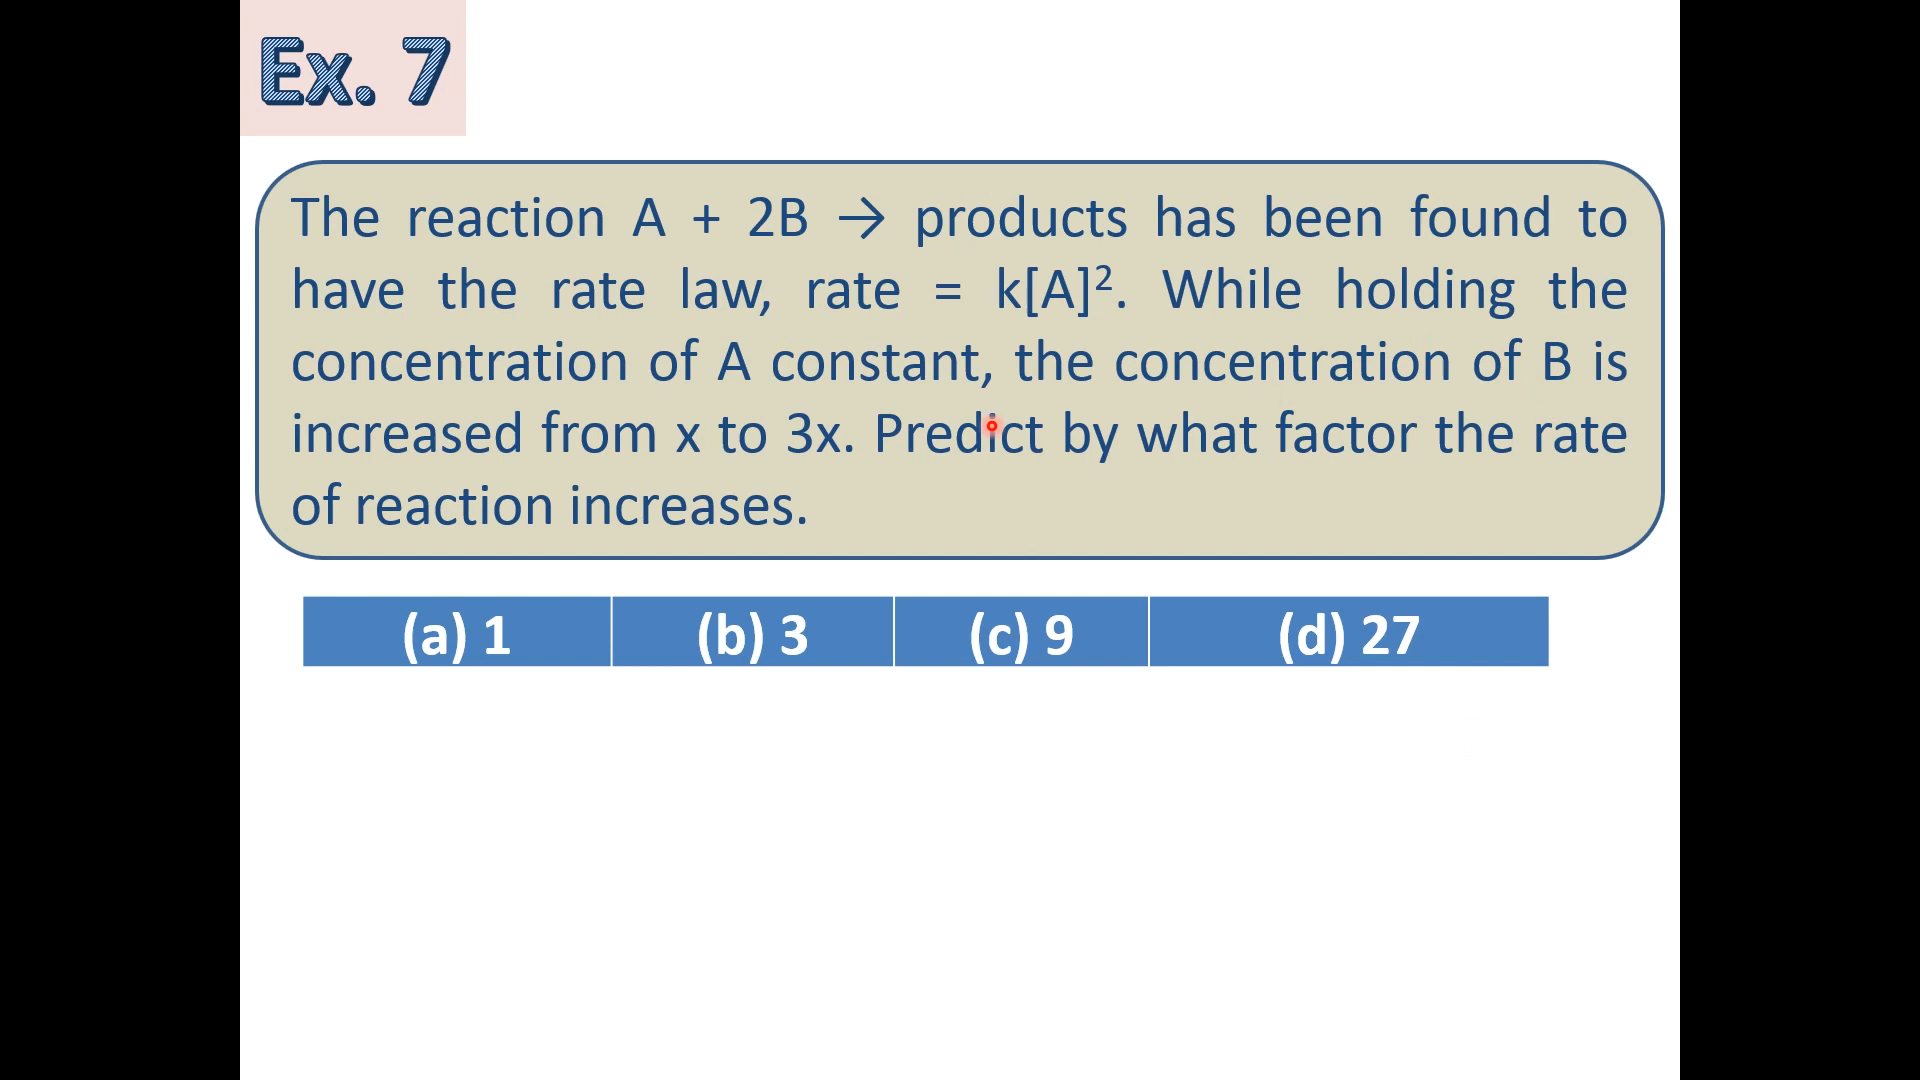 Ex. 7
The reaction A + 2B → products has been found to
have the rate law, rate = k[A]². While holding the
concentration of A constant, the concentration of B is
increased from x to 3x. Predict by what factor the rate
of reaction increases.
(a) 1 (b) 3 (c) 9 (d) 27